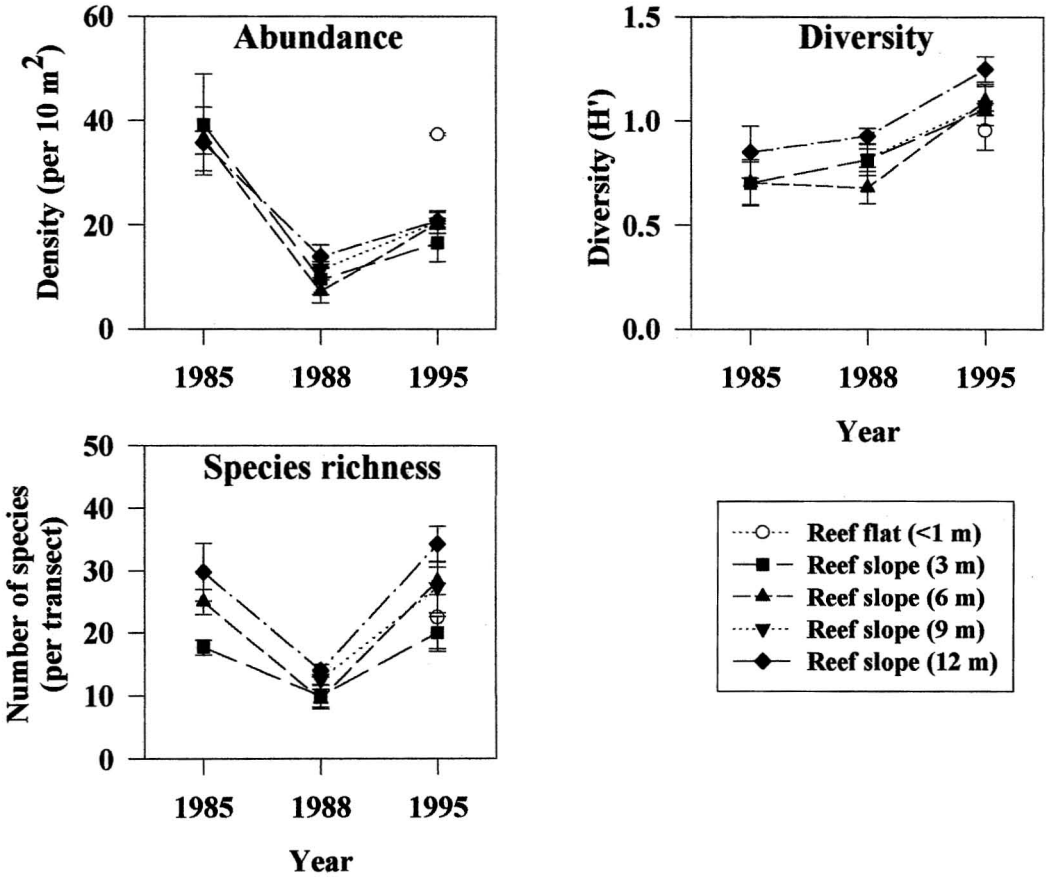 Abundance
Density (per 10 m²)
60
40
20
0
1985 1988 1995
Diversity
Diversity (H')
1.5
1.0
0.5
0.0
1985 1988 1995
Year
Species richness
Number of species
(per transect)
50
40
30
20
10
0
1985 1988 1995
Year
Reef flat (<1 m)
Reef slope (3 m)
Reef slope (6 m)
Reef slope (9 m)
Reef slope (12 m)